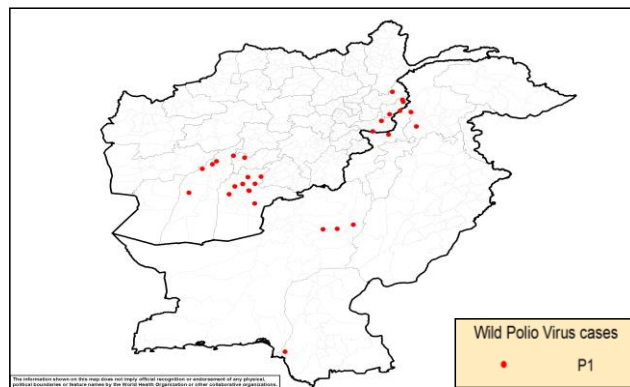 Wild Polio Virus cases
P1
The information shown on this map does not imply official recognition or endorsement of any physical,
political boundaries or feature names by the World Health Organization or other collaborative organizations.